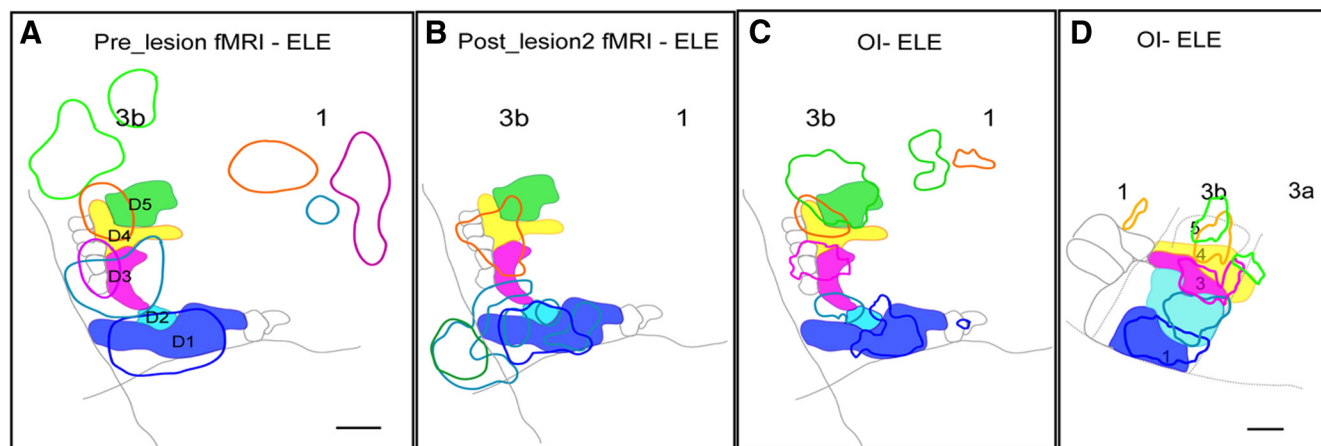 A
Pre_lesion fMRI - ELE
3b
1
D5
D4
D3
D2
D1
B
Post_lesion2 fMRI - ELE
3b
1
C
OI- ELE
3b
1
D
OI- ELE
1
3b
3a
5
4
3
1